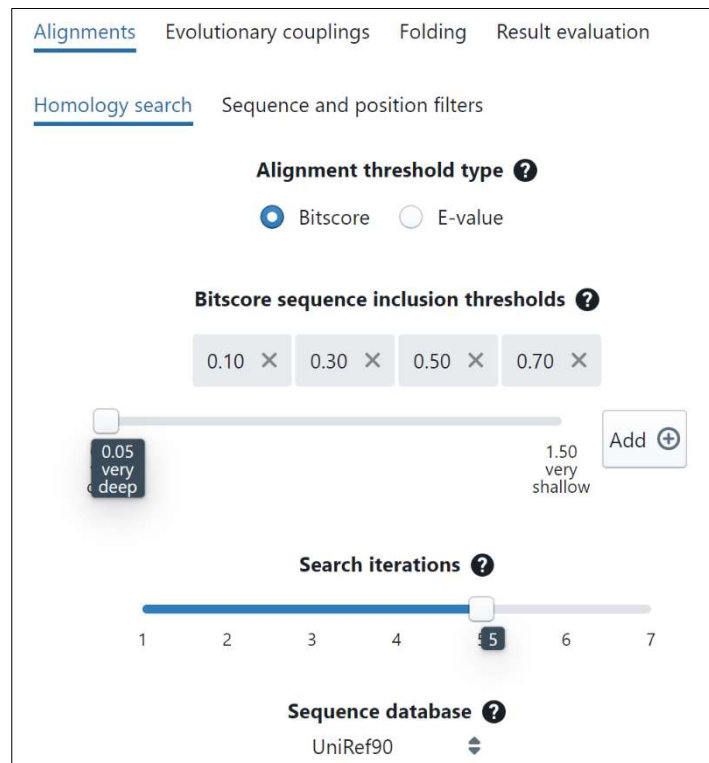 Alignments Evolutionary couplings Folding Result evaluation
Homology search Sequence and position filters
Alignment threshold type ?
Bitscore E-value
Bitscore sequence inclusion thresholds ?
0.10 × 0.30 × 0.50 × 0.70 ×
Add
0.05 1.50
very very
deep shallow
Search iterations ?
1 2 3 4 5 6 7
Sequence database ?
UniRef90